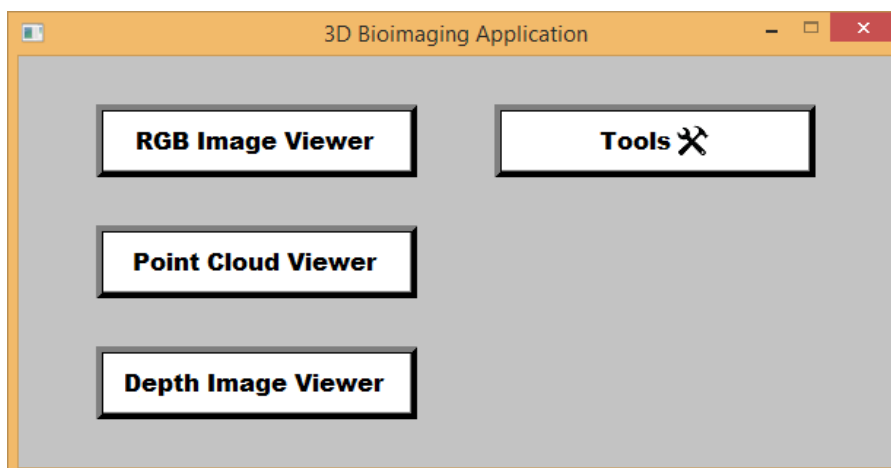 3D Bioimaging Application
RGB Image Viewer
Tools
Point Cloud Viewer
Depth Image Viewer